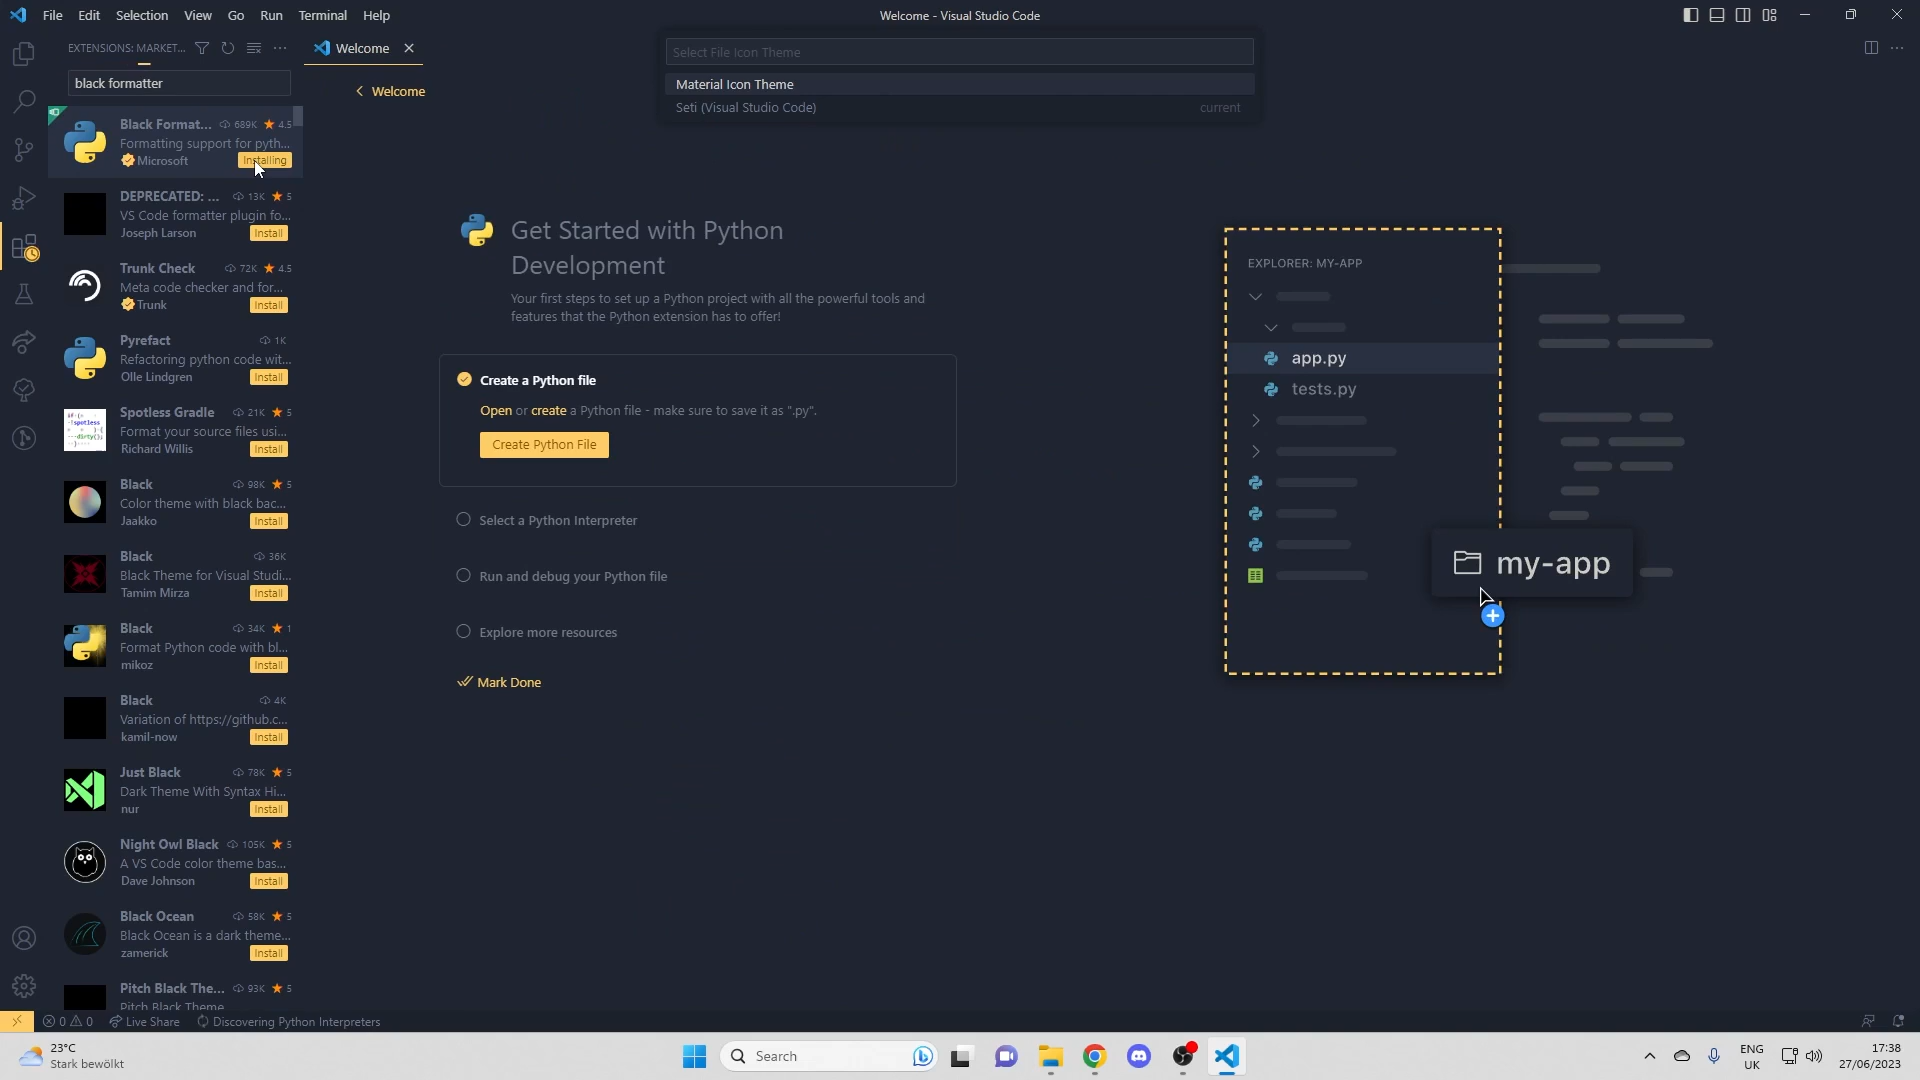 File Edit Selection View Go Run Terminal Help
Welcome - Visual Studio Code
EXTENSIONS: MARKET...
Welcome
Select File Icon Theme
black formatter
Material Icon Theme
Seti (Visual Studio Code) current
Welcome
Black Format... 689K 4.5
Formatting support for pyth...
Microsoft Installing
DEPRECATED: ... 13K 5
VS Code formatter plugin fo...
Joseph Larson Install
Trunk Check 72K 4.5
Meta code checker and for...
Trunk Install
Pyrefact 1K
Refactoring python code wit...
Olle Lindgren Install
Spotless Gradle 21K 5
Format your source files usi...
Richard Willis Install
Black 98K 5
Color theme with black bac...
Jaakko Install
Black 36K
Black Theme for Visual Studi...
Tamim Mirza Install
Black 34K 1
Format Python code with bl...
mikoz Install
Black 4K
Variation of https://github.c...
kamil-now Install
Just Black 78K 5
Dark Theme With Syntax Hi...
nur Install
Night Owl Black 105K 5
A VS Code color theme bas...
Dave Johnson Install
Black Ocean 58K 5
Black Ocean is a dark theme...
zamerick Install
Pitch Black The... 93K 5
Pitch Black Theme
Get Started with Python
Development
Your first steps to set up a Python project with all the powerful tools and
features that the Python extension has to offer!
Create a Python file
Open or create a Python file - make sure to save it as ".py".
Create Python File
Select a Python Interpreter
Run and debug your Python file
Explore more resources
Mark Done
EXPLORER: MY-APP
app.py
tests.py
my-app
0 0 Live Share Discovering Python Interpreters
23°C
Stark bewölkt
Search
ENG
UK
17:38
27/06/2023